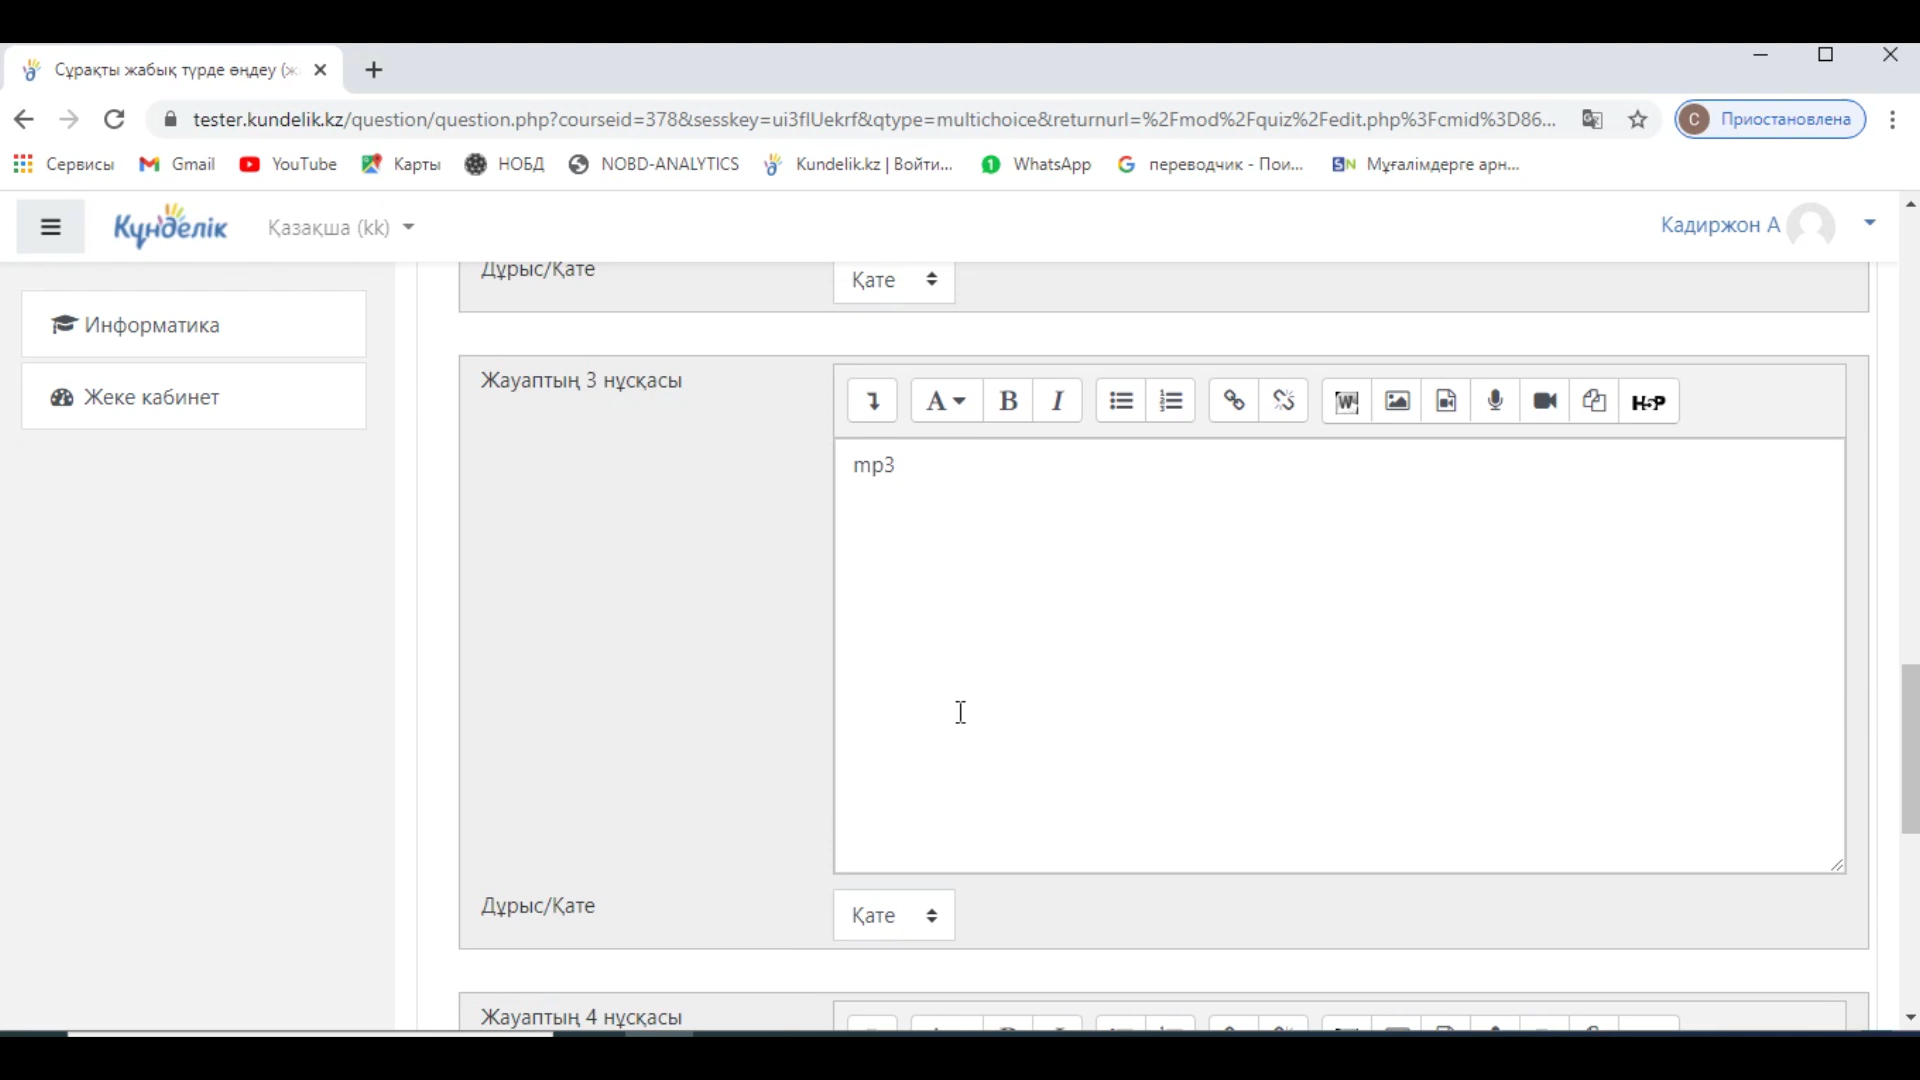 Сұрақты жабық түрде өңдеу (ж
tester.kundelik.kz/question/question.php?courseid=378&sesskey=ui3flUekrf&qtype=multichoice&returnurl=%2Fmod%2Fquiz%2Fedit.php%3Fcmid%3D86...
С Приостановлена
Сервисы Gmail YouTube Карты НОБД NOBD-ANALYTICS Kundelik.kz | Войти... 1 WhatsApp переводчик - Пои... SN Мұғалімдерге арн...
Күнделік Қазақша (kk) Кадиржон А
Дұрыс/Қате Қате
Информатика
Жеке кабинет
Жауаптың 3 нұсқасы
A B I W H5P
mp3
Дұрыс/Қате Қате
Жауаптың 4 нұсқасы